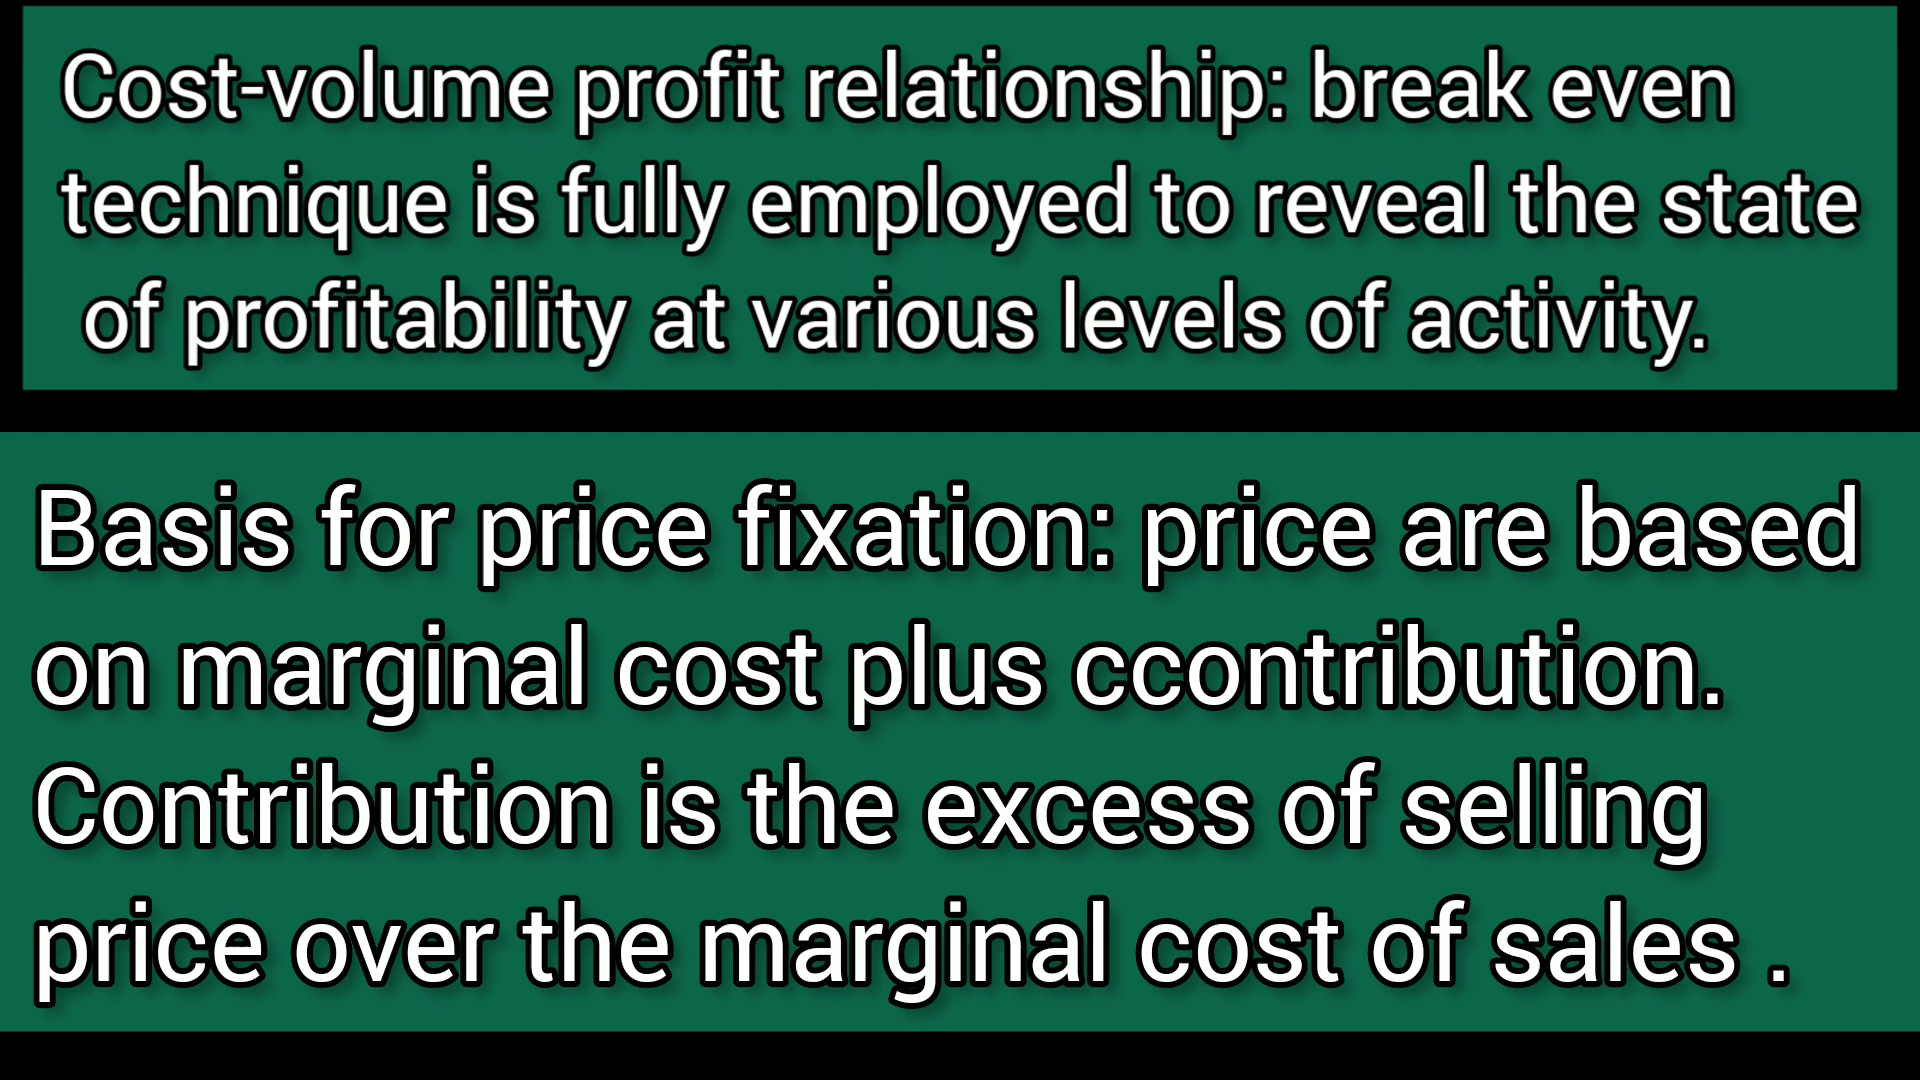 Cost-volume profit relationship: break even
technique is fully employed to reveal the state
of profitability at various levels of activity.
Basis for price fixation: price are based
on marginal cost plus ccontribution.
Contribution is the excess of selling
price over the marginal cost of sales .